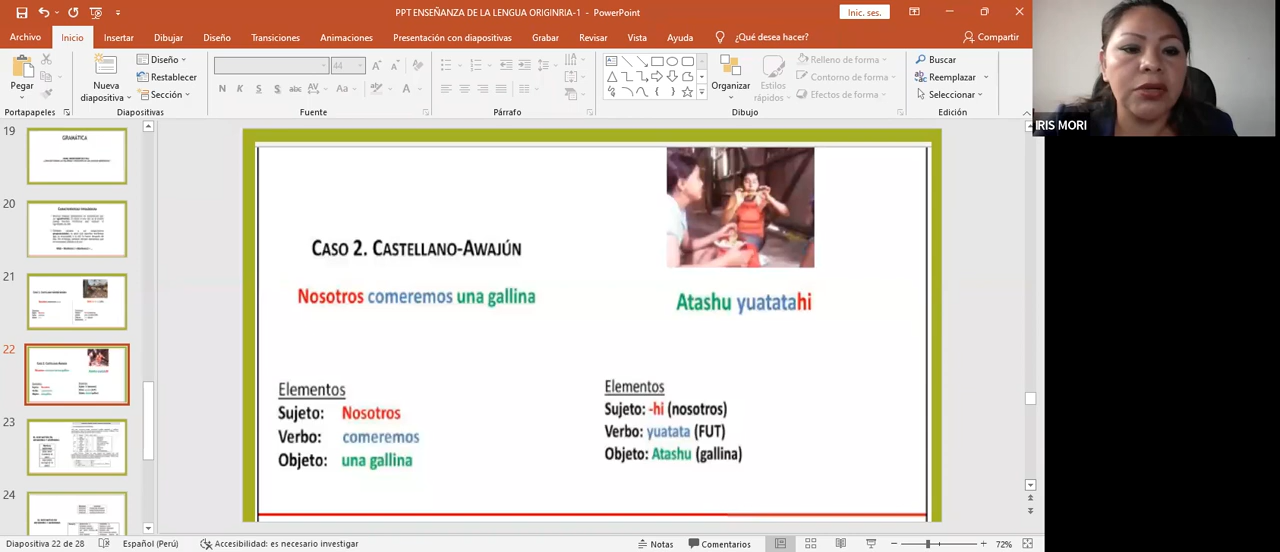 PPT ENSEÑANZA DE LA LENGUA ORIGINRIA-1 - PowerPoint
Inic. ses.
Archivo Inicio Insertar Dibujar Diseño Transiciones Animaciones Presentación con diapositivas Grabar Revisar Vista Ayuda ¿Qué desea hacer? Compartir
Pegar
Nueva diapositiva
Diseño
Restablecer
Sección
44
N K S S abc AV Aa A
Organizar
Estilos rápidos
Relleno de forma
Contorno de forma
Efectos de forma
Buscar
Reemplazar
Seleccionar
Portapapeles Diapositivas Fuente Párrafo Dibujo Edición
IRIS MORI
19
GRAMÁTICA
20
21
22
23
24
CASO 2. CASTELLANO-AWAJÚN
Nosotros comeremos una gallina
Atashu yuatatahi
Elementos
Sujeto: Nosotros
Verbo: comeremos
Objeto: una gallina
Elementos
Sujeto: -hi (nosotros)
Verbo: yuatata (FUT)
Objeto: Atashu (gallina)
Diapositiva 22 de 28 Español (Perú) Accesibilidad: es necesario investigar Notas Comentarios 72%